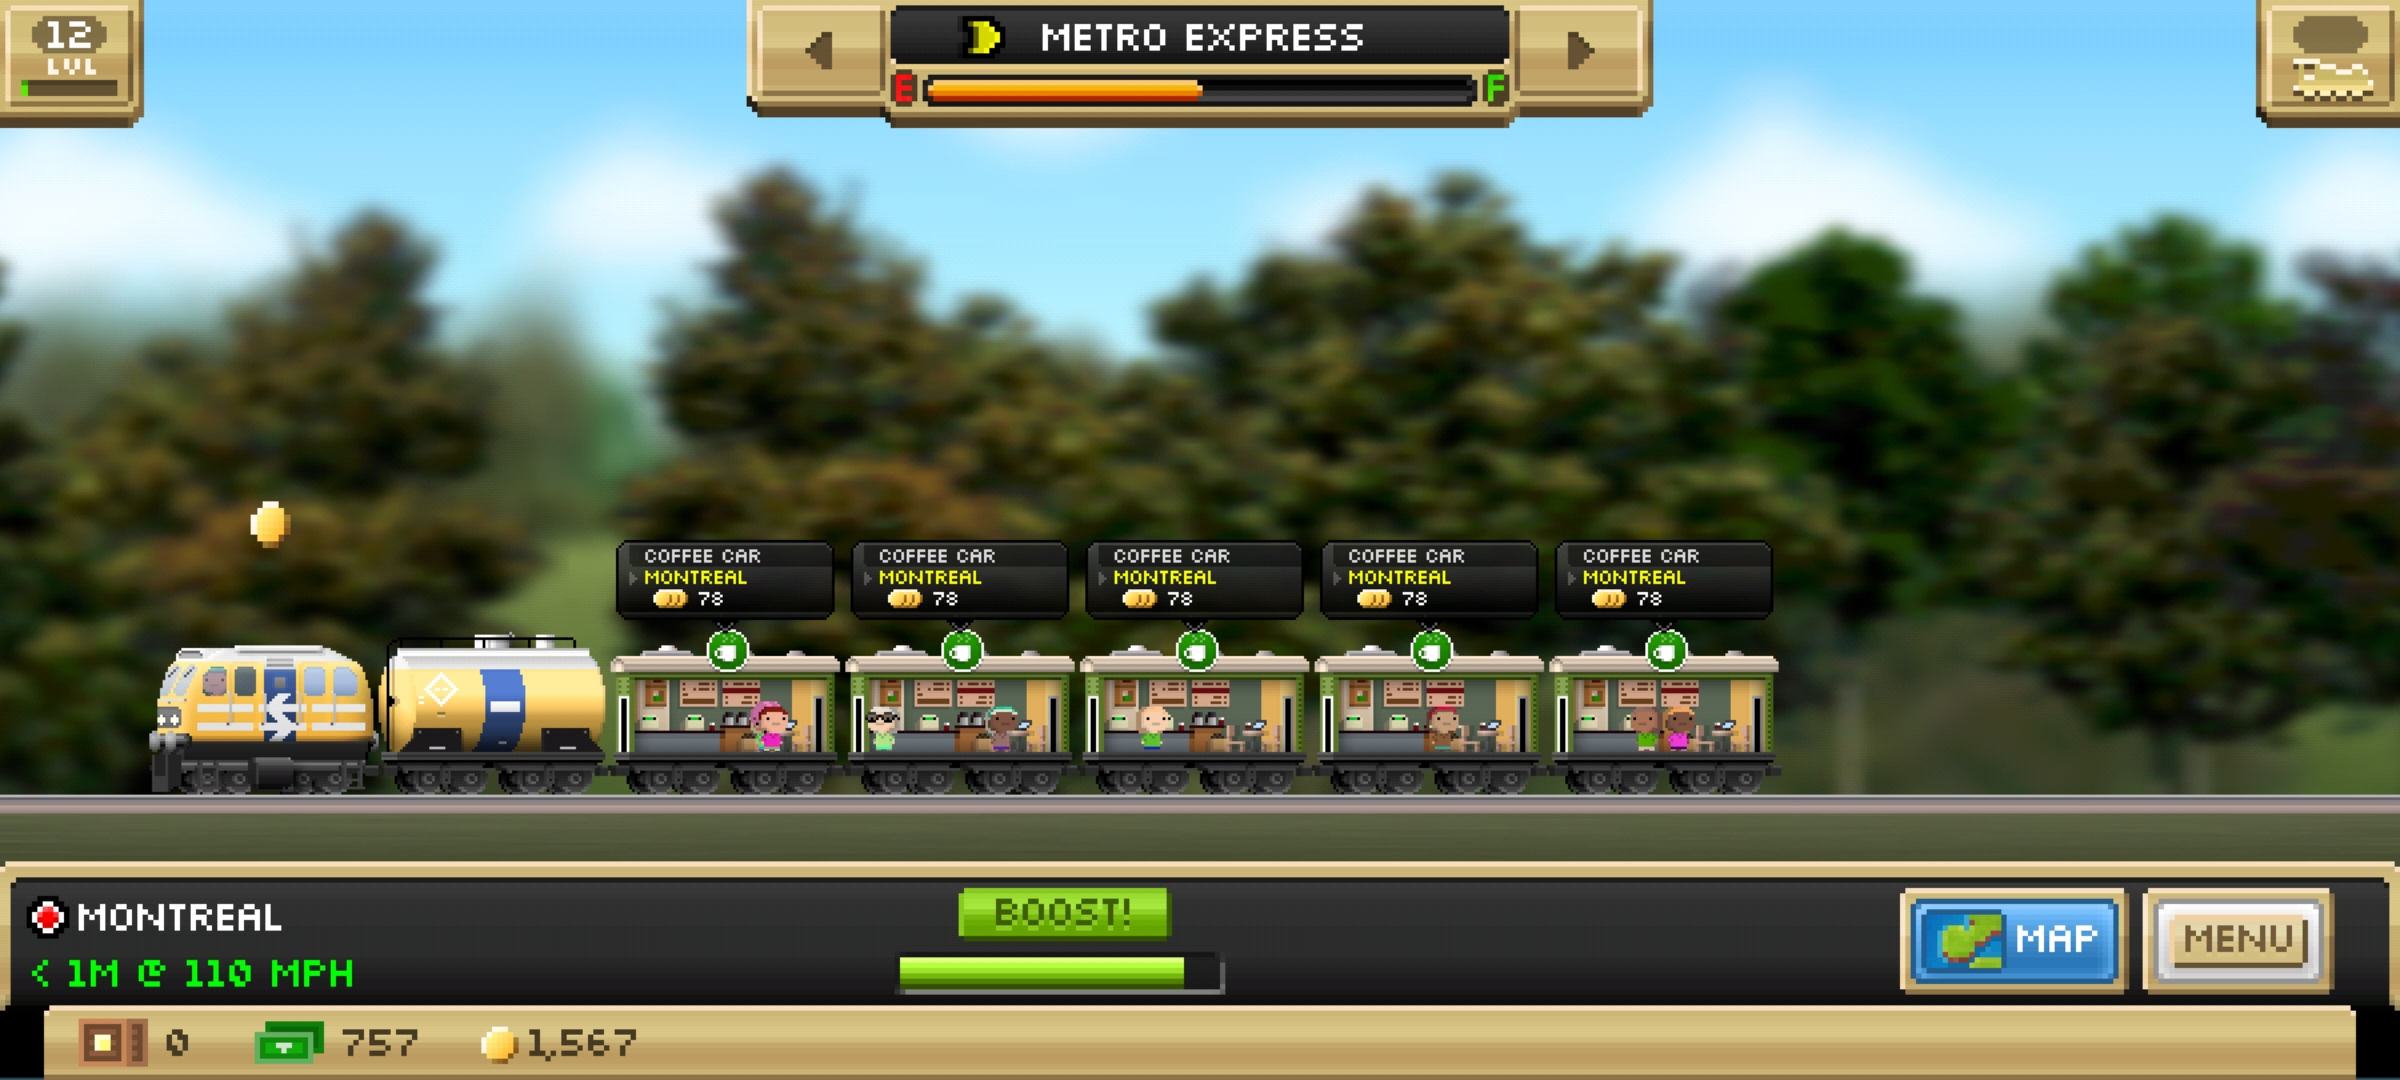 12
LVL
METRO EXPRESS
E F
COFFEE CAR
MONTREAL
78
COFFEE CAR
MONTREAL
78
COFFEE CAR
MONTREAL
78
COFFEE CAR
MONTREAL
78
COFFEE CAR
MONTREAL
78
MONTREAL
< 1M @ 110 MPH
BOOST!
MAP
MENU
0 757 1,567